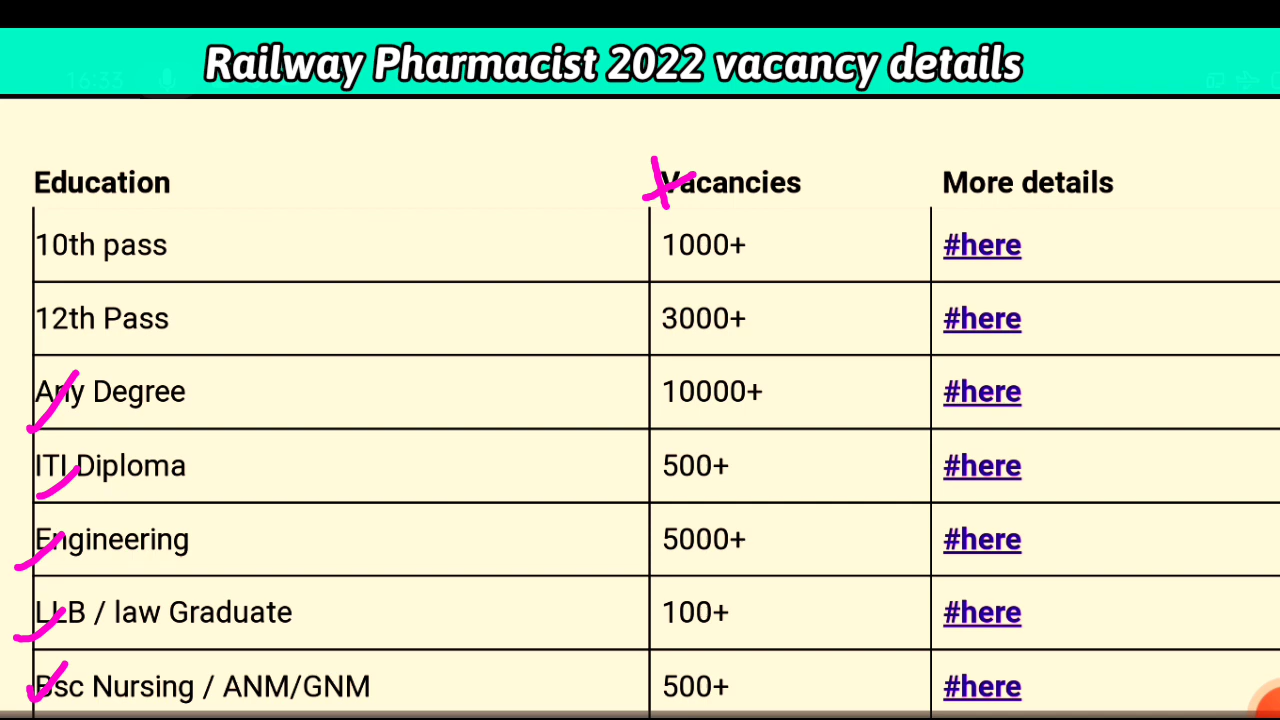 Railway Pharmacist 2022 vacancy details
16:33
Education Vacancies More details
10th pass 1000+ #here
12th Pass 3000+ #here
Any Degree 10000+ #here
ITI Diploma 500+ #here
Engineering 5000+ #here
LLB / law Graduate 100+ #here
Bsc Nursing / ANM/GNM 500+ #here